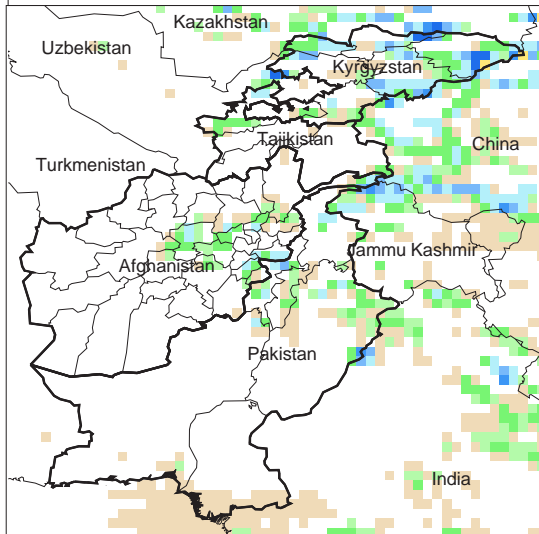 Kazakhstan
Uzbekistan
Kyrgyzstan
Tajikistan
China
Turkmenistan
Jammu Kashmir
Afghanistan
Pakistan
India